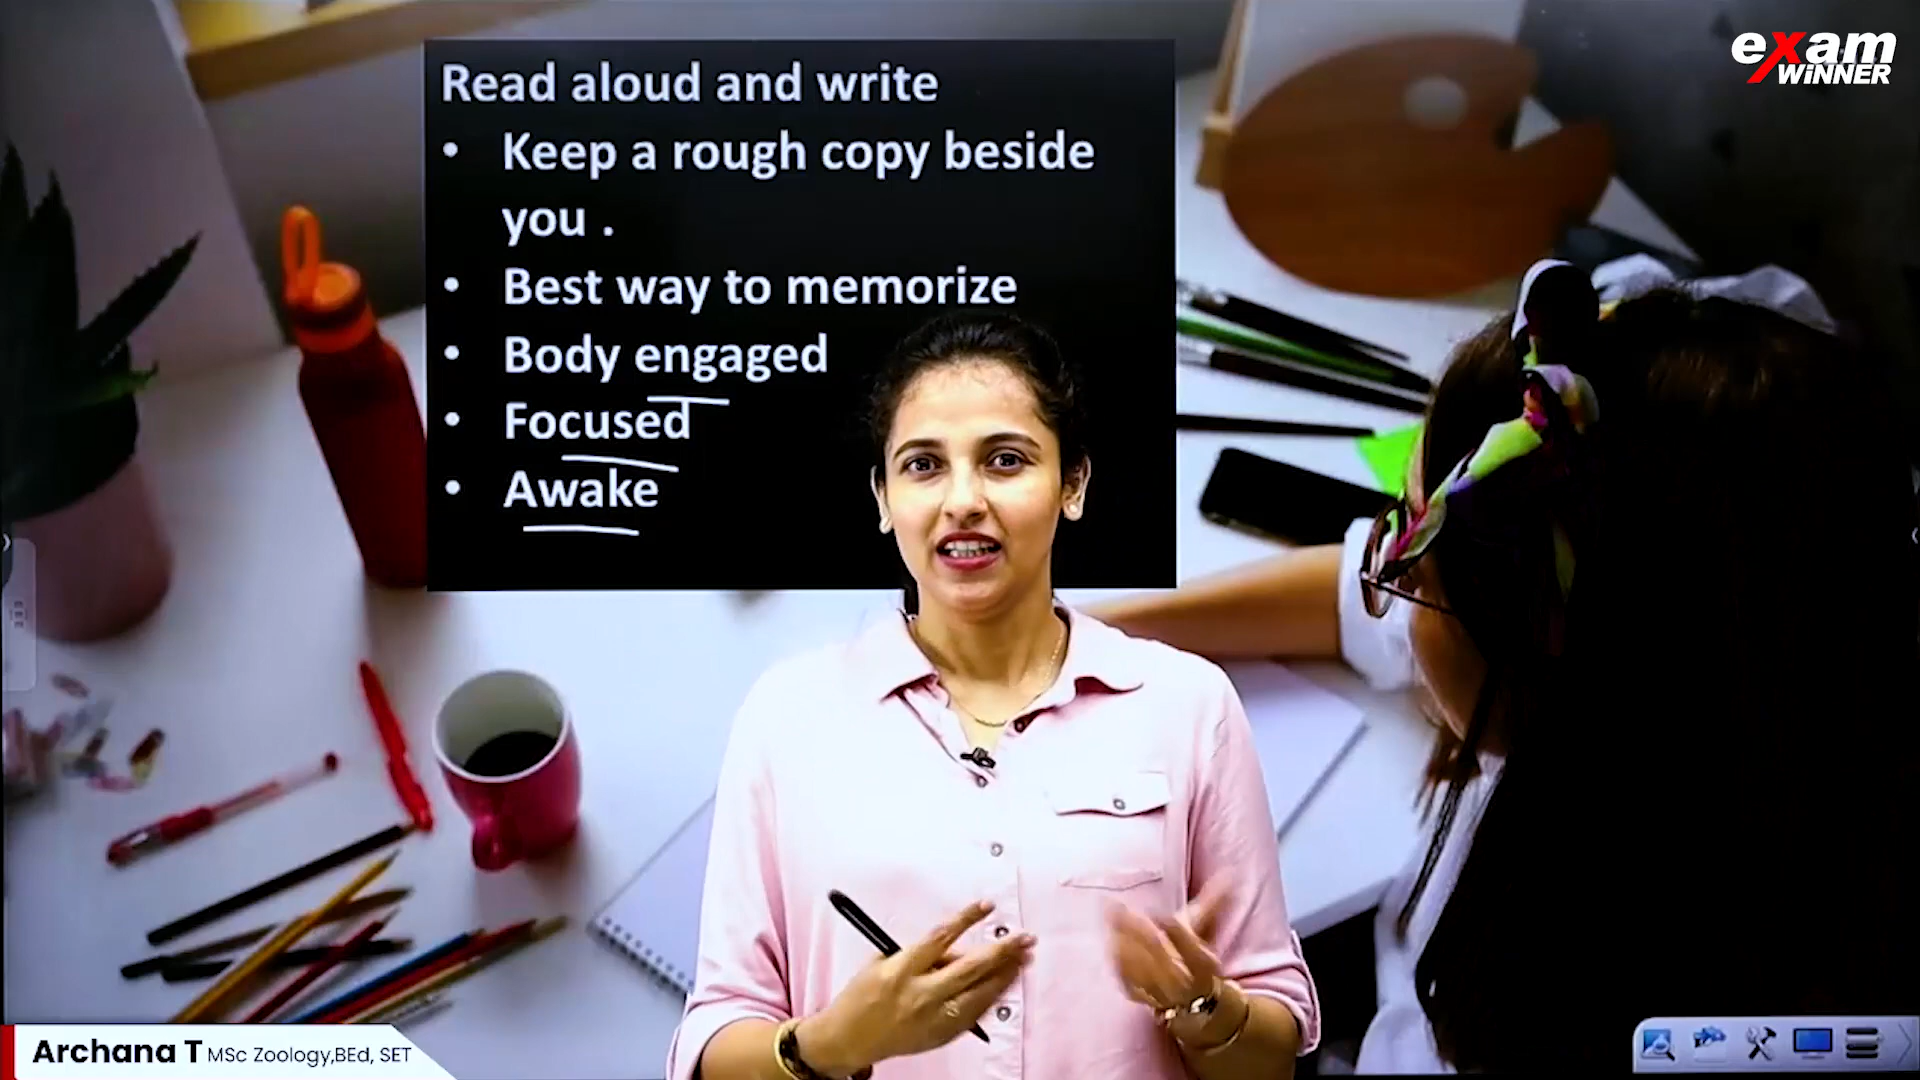 exam
WiNNER
Read aloud and write
• Keep a rough copy beside
you .
• Best way to memorize
• Body engaged
• Focused
• Awake
Archana T MSc Zoology,BEd, SET